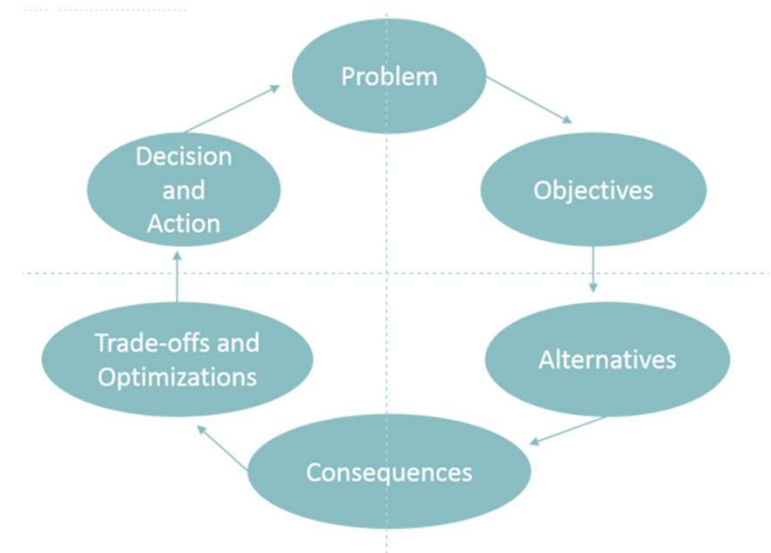 Problem
Objectives
Alternatives
Consequences
Trade-offs and
Optimizations
Decision
and
Action